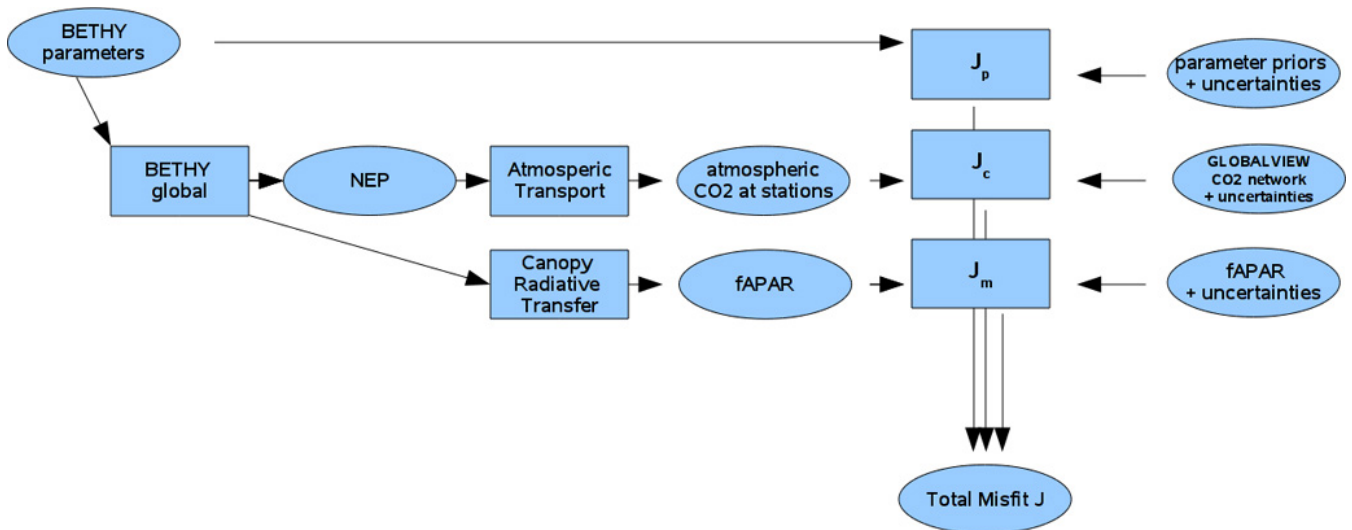 BETHY
parameters
J
p
parameter priors
+ uncertainties
BETHY
global
NEP
Atmosperic
Transport
atmospheric
CO2 at stations
J
c
GLOBALVIEW
CO2 network
+ uncertainties
Canopy
Radiative
Transfer
fAPAR
J
m
fAPAR
+ uncertainties
Total Misfit J